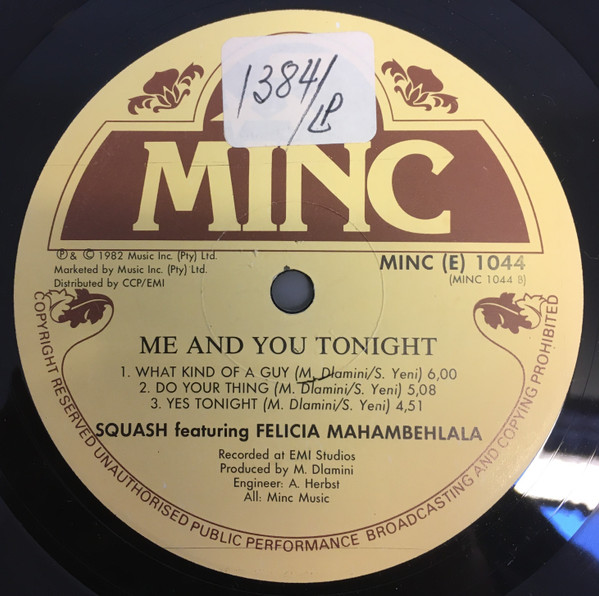 1384/LP
MINC
℗ & © 1982 Music Inc. (Pty) Ltd.
Marketed by Music Inc. (Pty) Ltd.
Distributed by CCP/EMI
MINC (E) 1044
(MINC 1044 B)
ME AND YOU TONIGHT
1. WHAT KIND OF A GUY (M. Dlamini/S. Yeni) 6,00
2. DO YOUR THING (M. Dlamini/S. Yeni) 5,08
3. YES TONIGHT (M. Dlamini/S. Yeni) 4,51
SQUASH featuring FELICIA MAHAMBEHLALA
Recorded at EMI Studios
Produced by M. Dlamini
Engineer: A. Herbst
All: Minc Music
COPYRIGHT RESERVED UNAUTHORISED PUBLIC PERFORMANCE BROADCASTING AND COPYING PROHIBITED